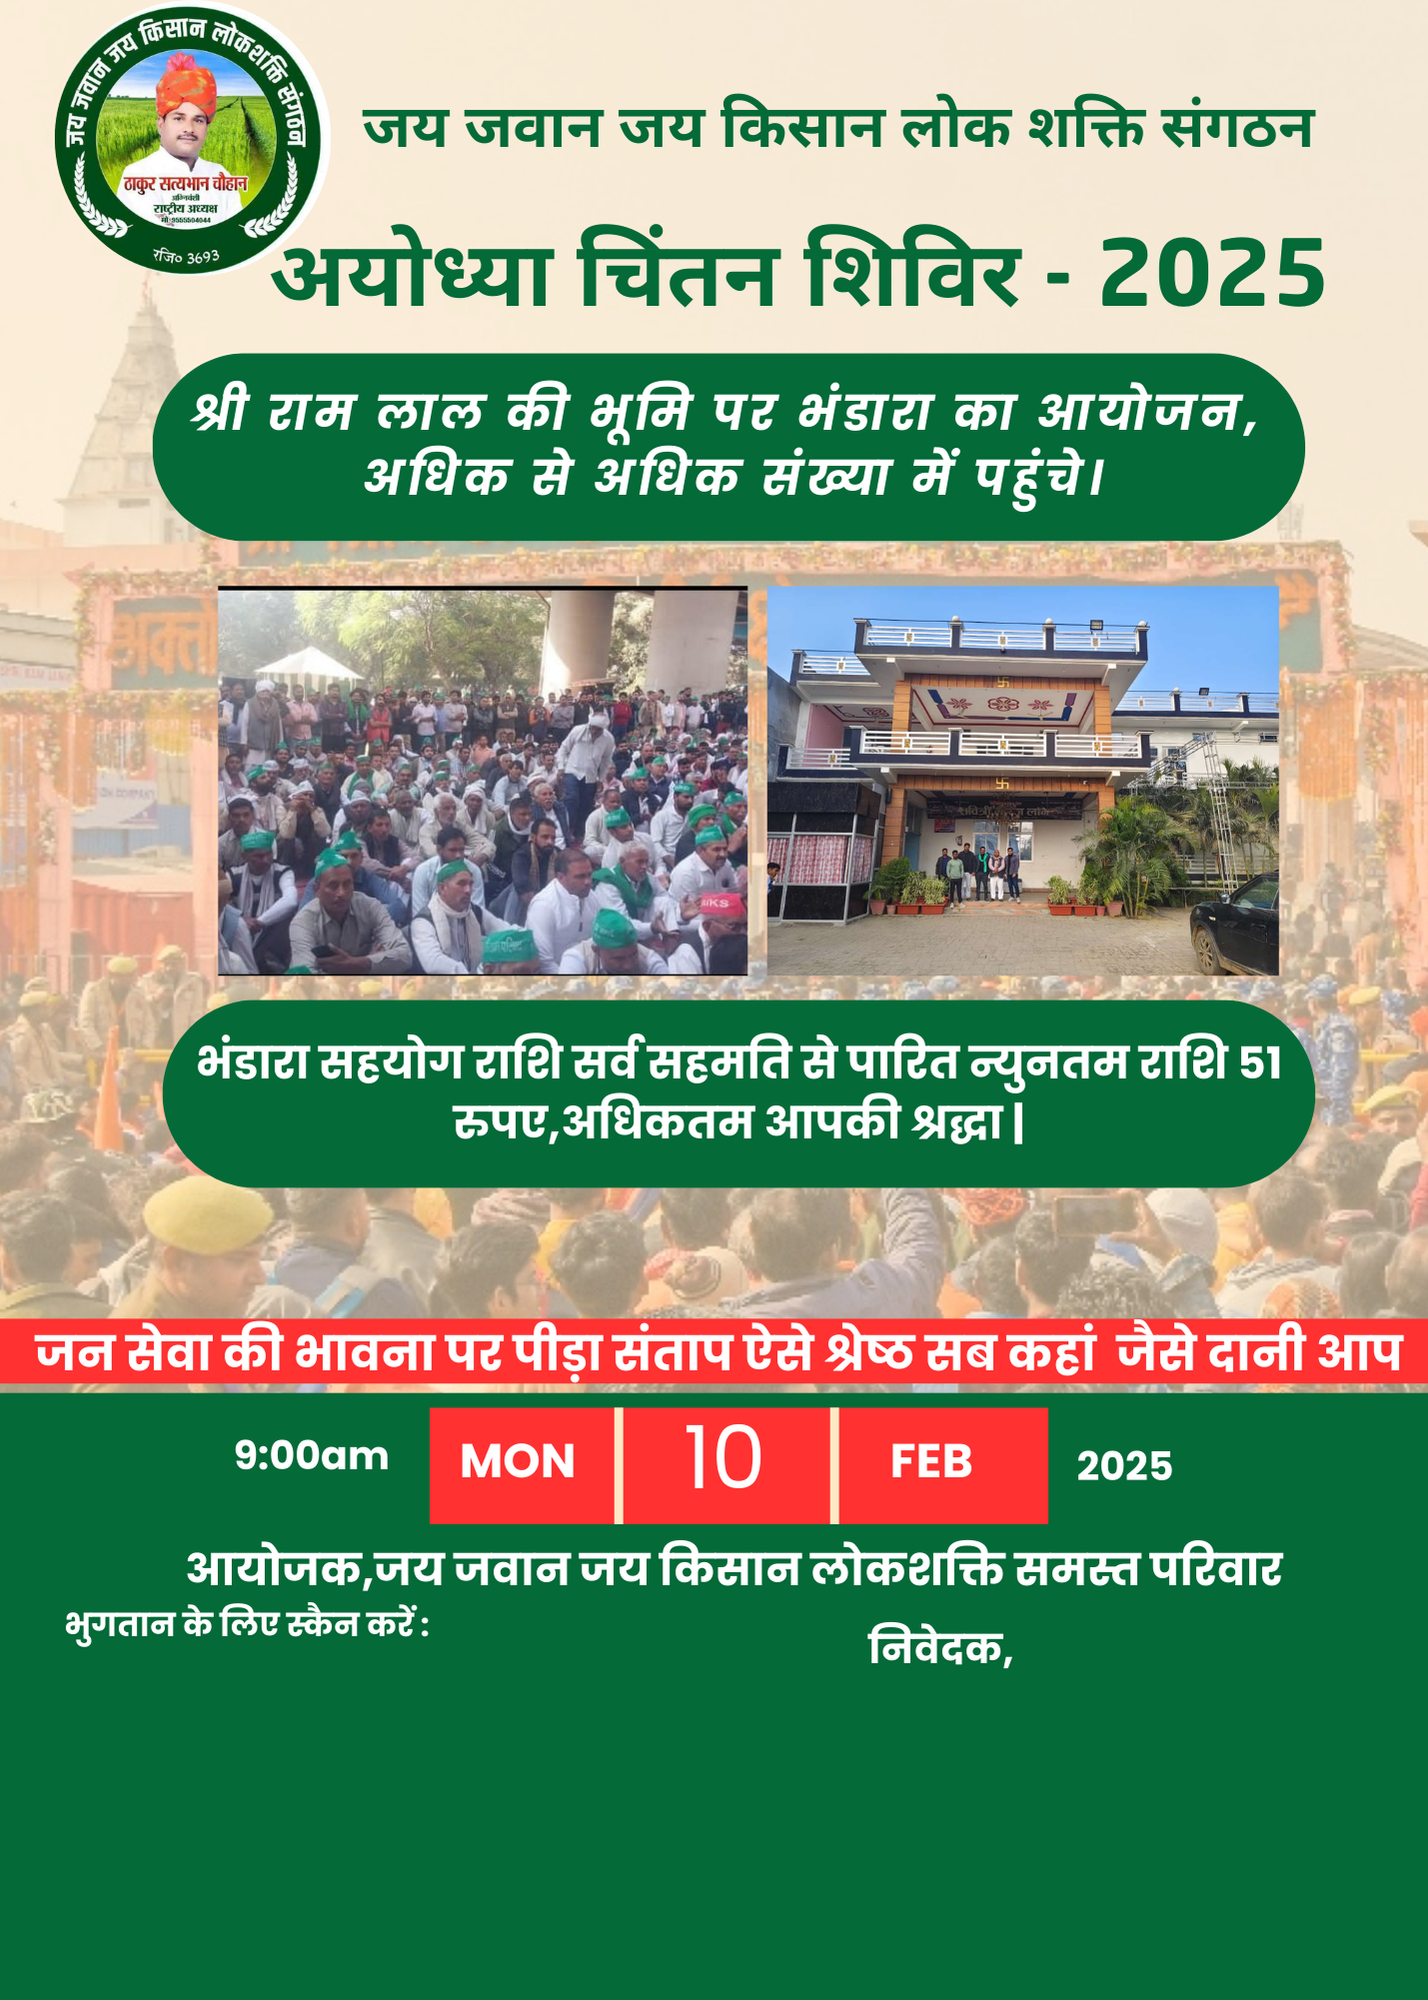 जय जवान जय किसान लोकशक्ति संगठन
ठाकुर सत्यभान चौहान
अग्निवंशी
राष्ट्रीय अध्यक्ष
मो०-9555504044
रजि० 3693
जय जवान जय किसान लोक शक्ति संगठन
अयोध्या चिंतन शिविर - 2025
श्री राम लाल की भूमि पर भंडारा का आयोजन,
अधिक से अधिक संख्या में पहुंचे।
भंडारा सहयोग राशि सर्व सहमति से पारित न्युनतम राशि 51
रुपए,अधिकतम आपकी श्रद्धा|
जन सेवा की भावना पर पीड़ा संताप ऐसे श्रेष्ठ सब कहां जैसे दानी आप
9:00am MON 10 FEB 2025
आयोजक,जय जवान जय किसान लोकशक्ति समस्त परिवार
भुगतान के लिए स्कैन करें :
निवेदक,